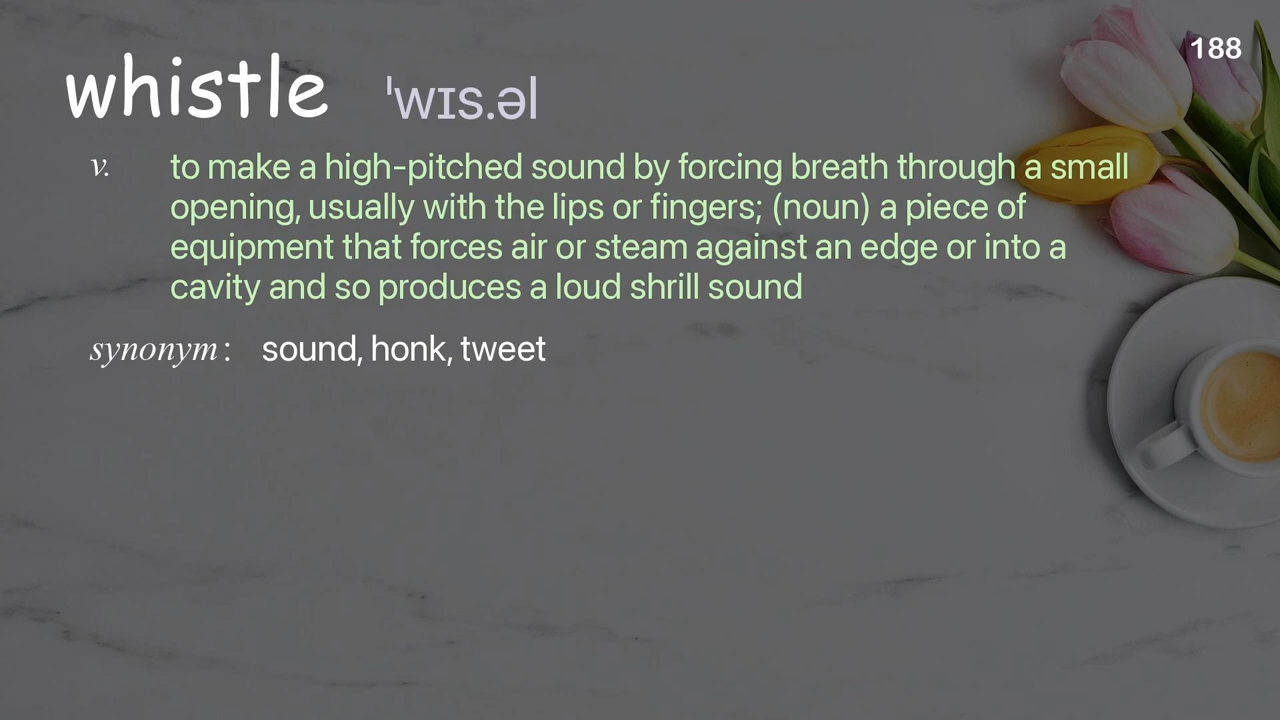 188
whistle ˈwɪs.əl
v. to make a high-pitched sound by forcing breath through a small
opening, usually with the lips or fingers; (noun) a piece of
equipment that forces air or steam against an edge or into a
cavity and so produces a loud shrill sound
synonym: sound, honk, tweet